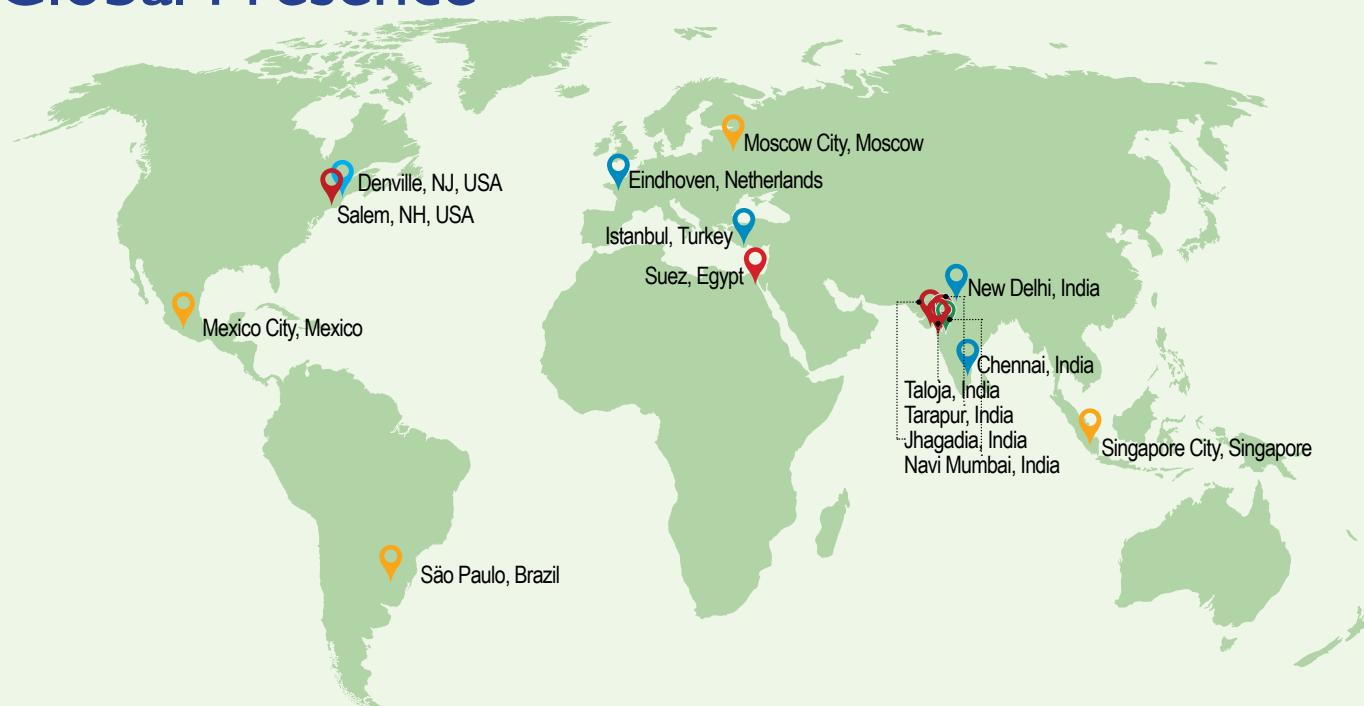 Global Presence
Moscow City, Moscow
Denville, NJ, USA
Eindhoven, Netherlands
Salem, NH, USA
Istanbul, Turkey
Suez, Egypt
New Delhi, India
Mexico City, Mexico
Chennai, India
Taloja, India
Tarapur, India
Jhagadia, India
Singapore City, Singapore
Navi Mumbai, India
Säo Paulo, Brazil